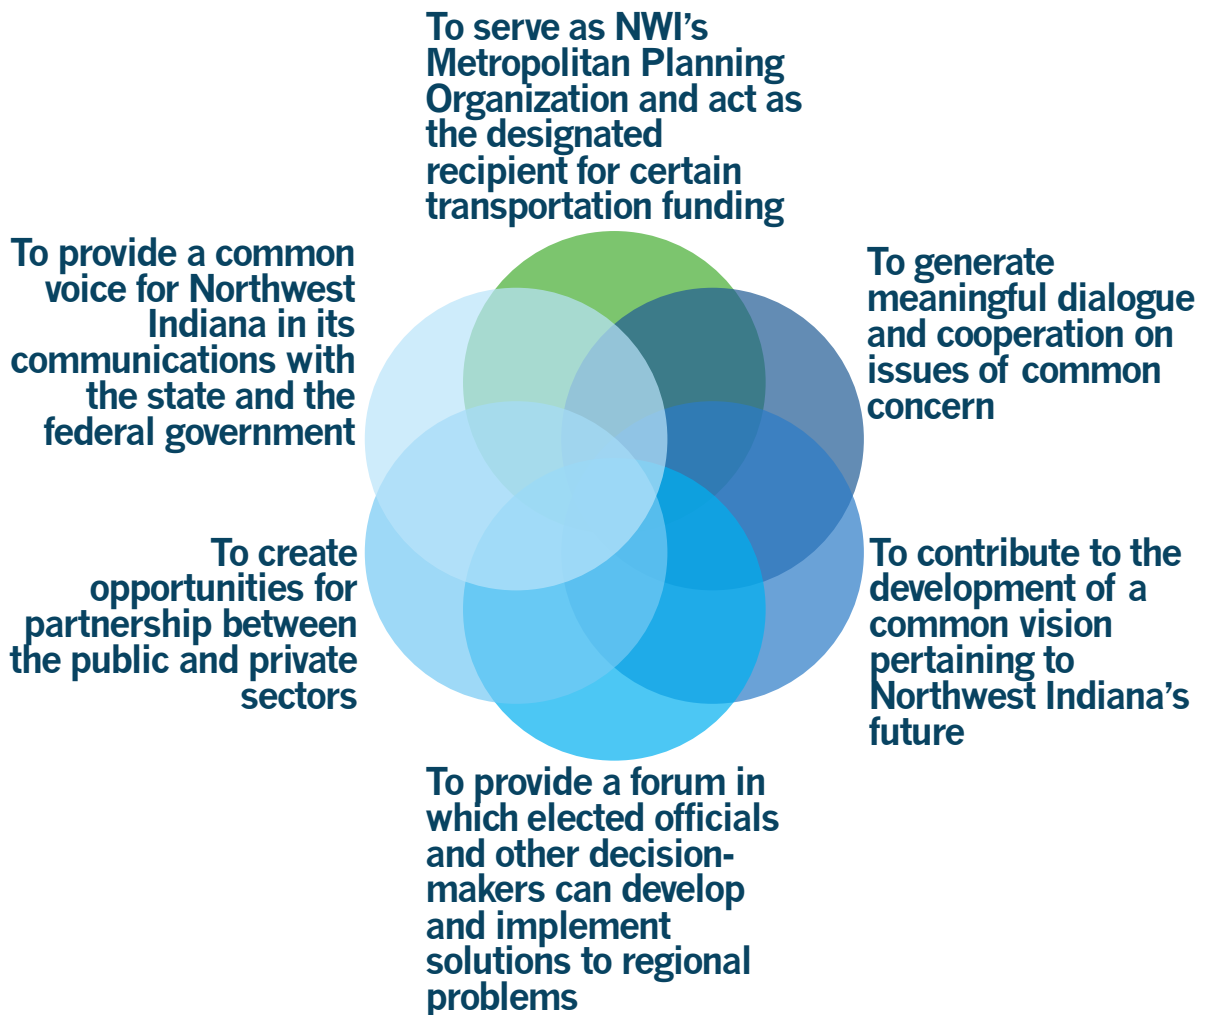 To serve as NWI’s
Metropolitan Planning
Organization and act as
the designated
recipient for certain
transportation funding
To generate
meaningful dialogue
and cooperation on
issues of common
concern
To contribute to the
development of a
common vision
pertaining to
Northwest Indiana’s
future
To provide a forum in
which elected officials
and other decision-
makers can develop
and implement
solutions to regional
problems
To create
opportunities for
partnership between
the public and private
sectors
To provide a common
voice for Northwest
Indiana in its
communications with
the state and the
federal government